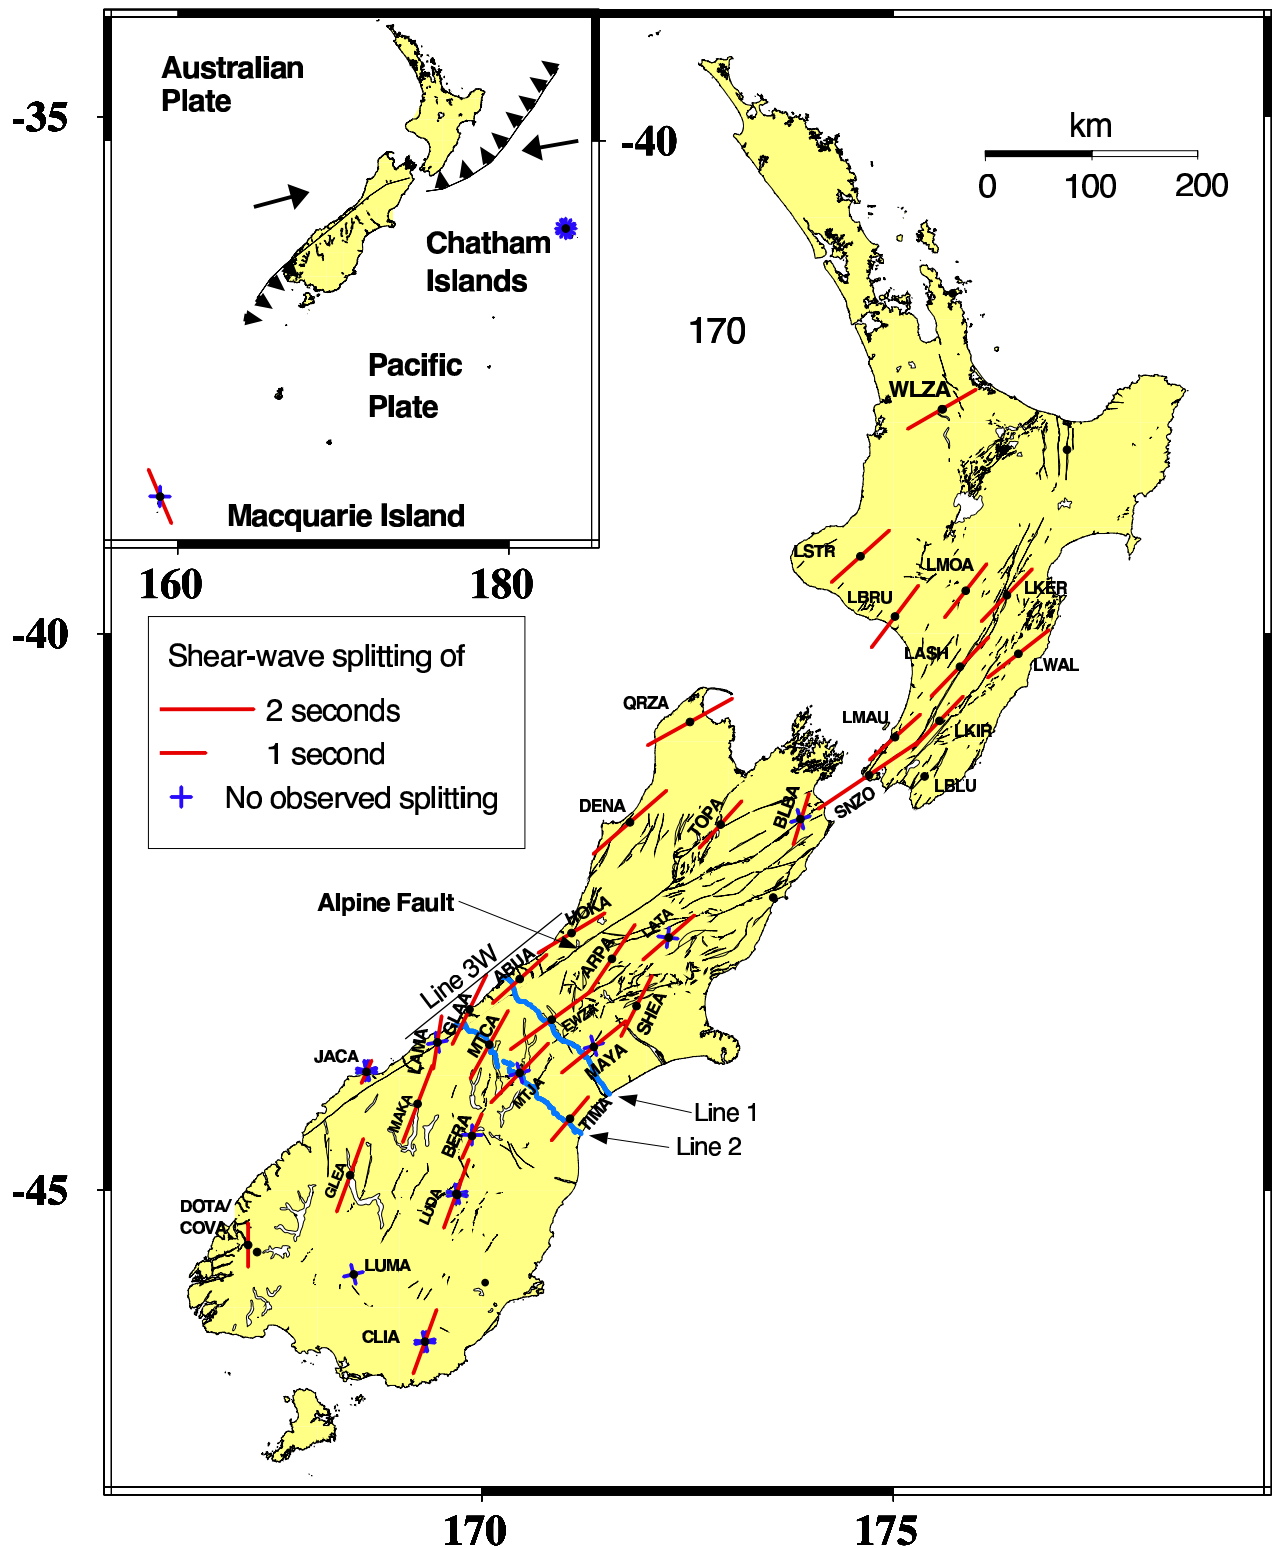 Australian
Plate
-35
-40
km
0 100 200
Chatham
Islands
170
Pacific
Plate
WLZA
Macquarie Island
160 180
LSTR
LMOA
LKER
LBRU
-40
LASH
LWAL
Shear-wave splitting of
2 seconds
1 second
No observed splitting
QRZA
LMAU
LKIR
LBLU
SNZO
DENA
TOPA
BLBA
Alpine Fault
HOKA
LATA
ARPA
ABUA
Line 3W
GLAA
EWZA
SHEA
MTCA
LAMA
JACA
MAYA
MTJA
MAKA
TIMA
Line 1
BERA
Line 2
GLEA
-45
LUDA
DOTA/
COVA
LUMA
CLIA
170 175